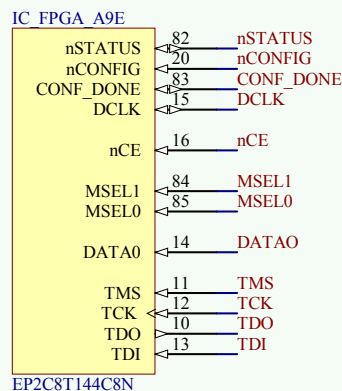 IC_FPGA_A9E
nSTATUS 82 nSTATUS
nCONFIG 20 nCONFIG
CONF_DONE 83 CONF_DONE
DCLK 15 DCLK
nCE 16 nCE
MSEL1 84 MSEL1
MSEL0 85 MSEL0
DATA0 14 DATAO
TMS 11 TMS
TCK 12 TCK
TDO 10 TDO
TDI 13 TDI
EP2C8T144C8N